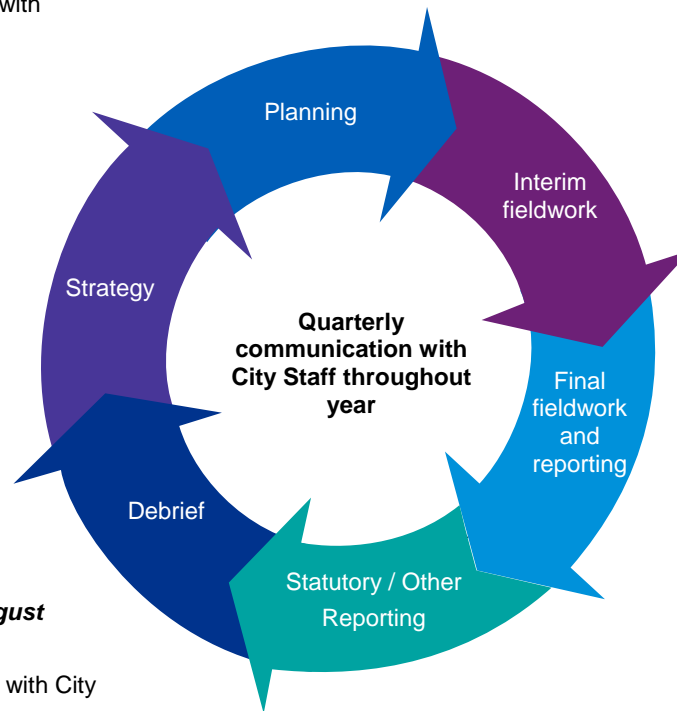 with
Planning
Interim
fieldwork
Strategy
Quarterly
communication with
City Staff throughout
year
Final
fieldwork
and
reporting
Debrief
Statutory / Other
Reporting
gust
with City